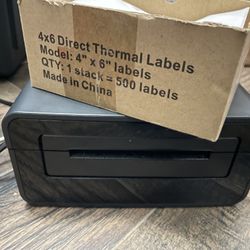 4x6 Direct Thermal Labels
Model: 4" x 6" labels
QTY: 1 stack = 500 labels
Made in China